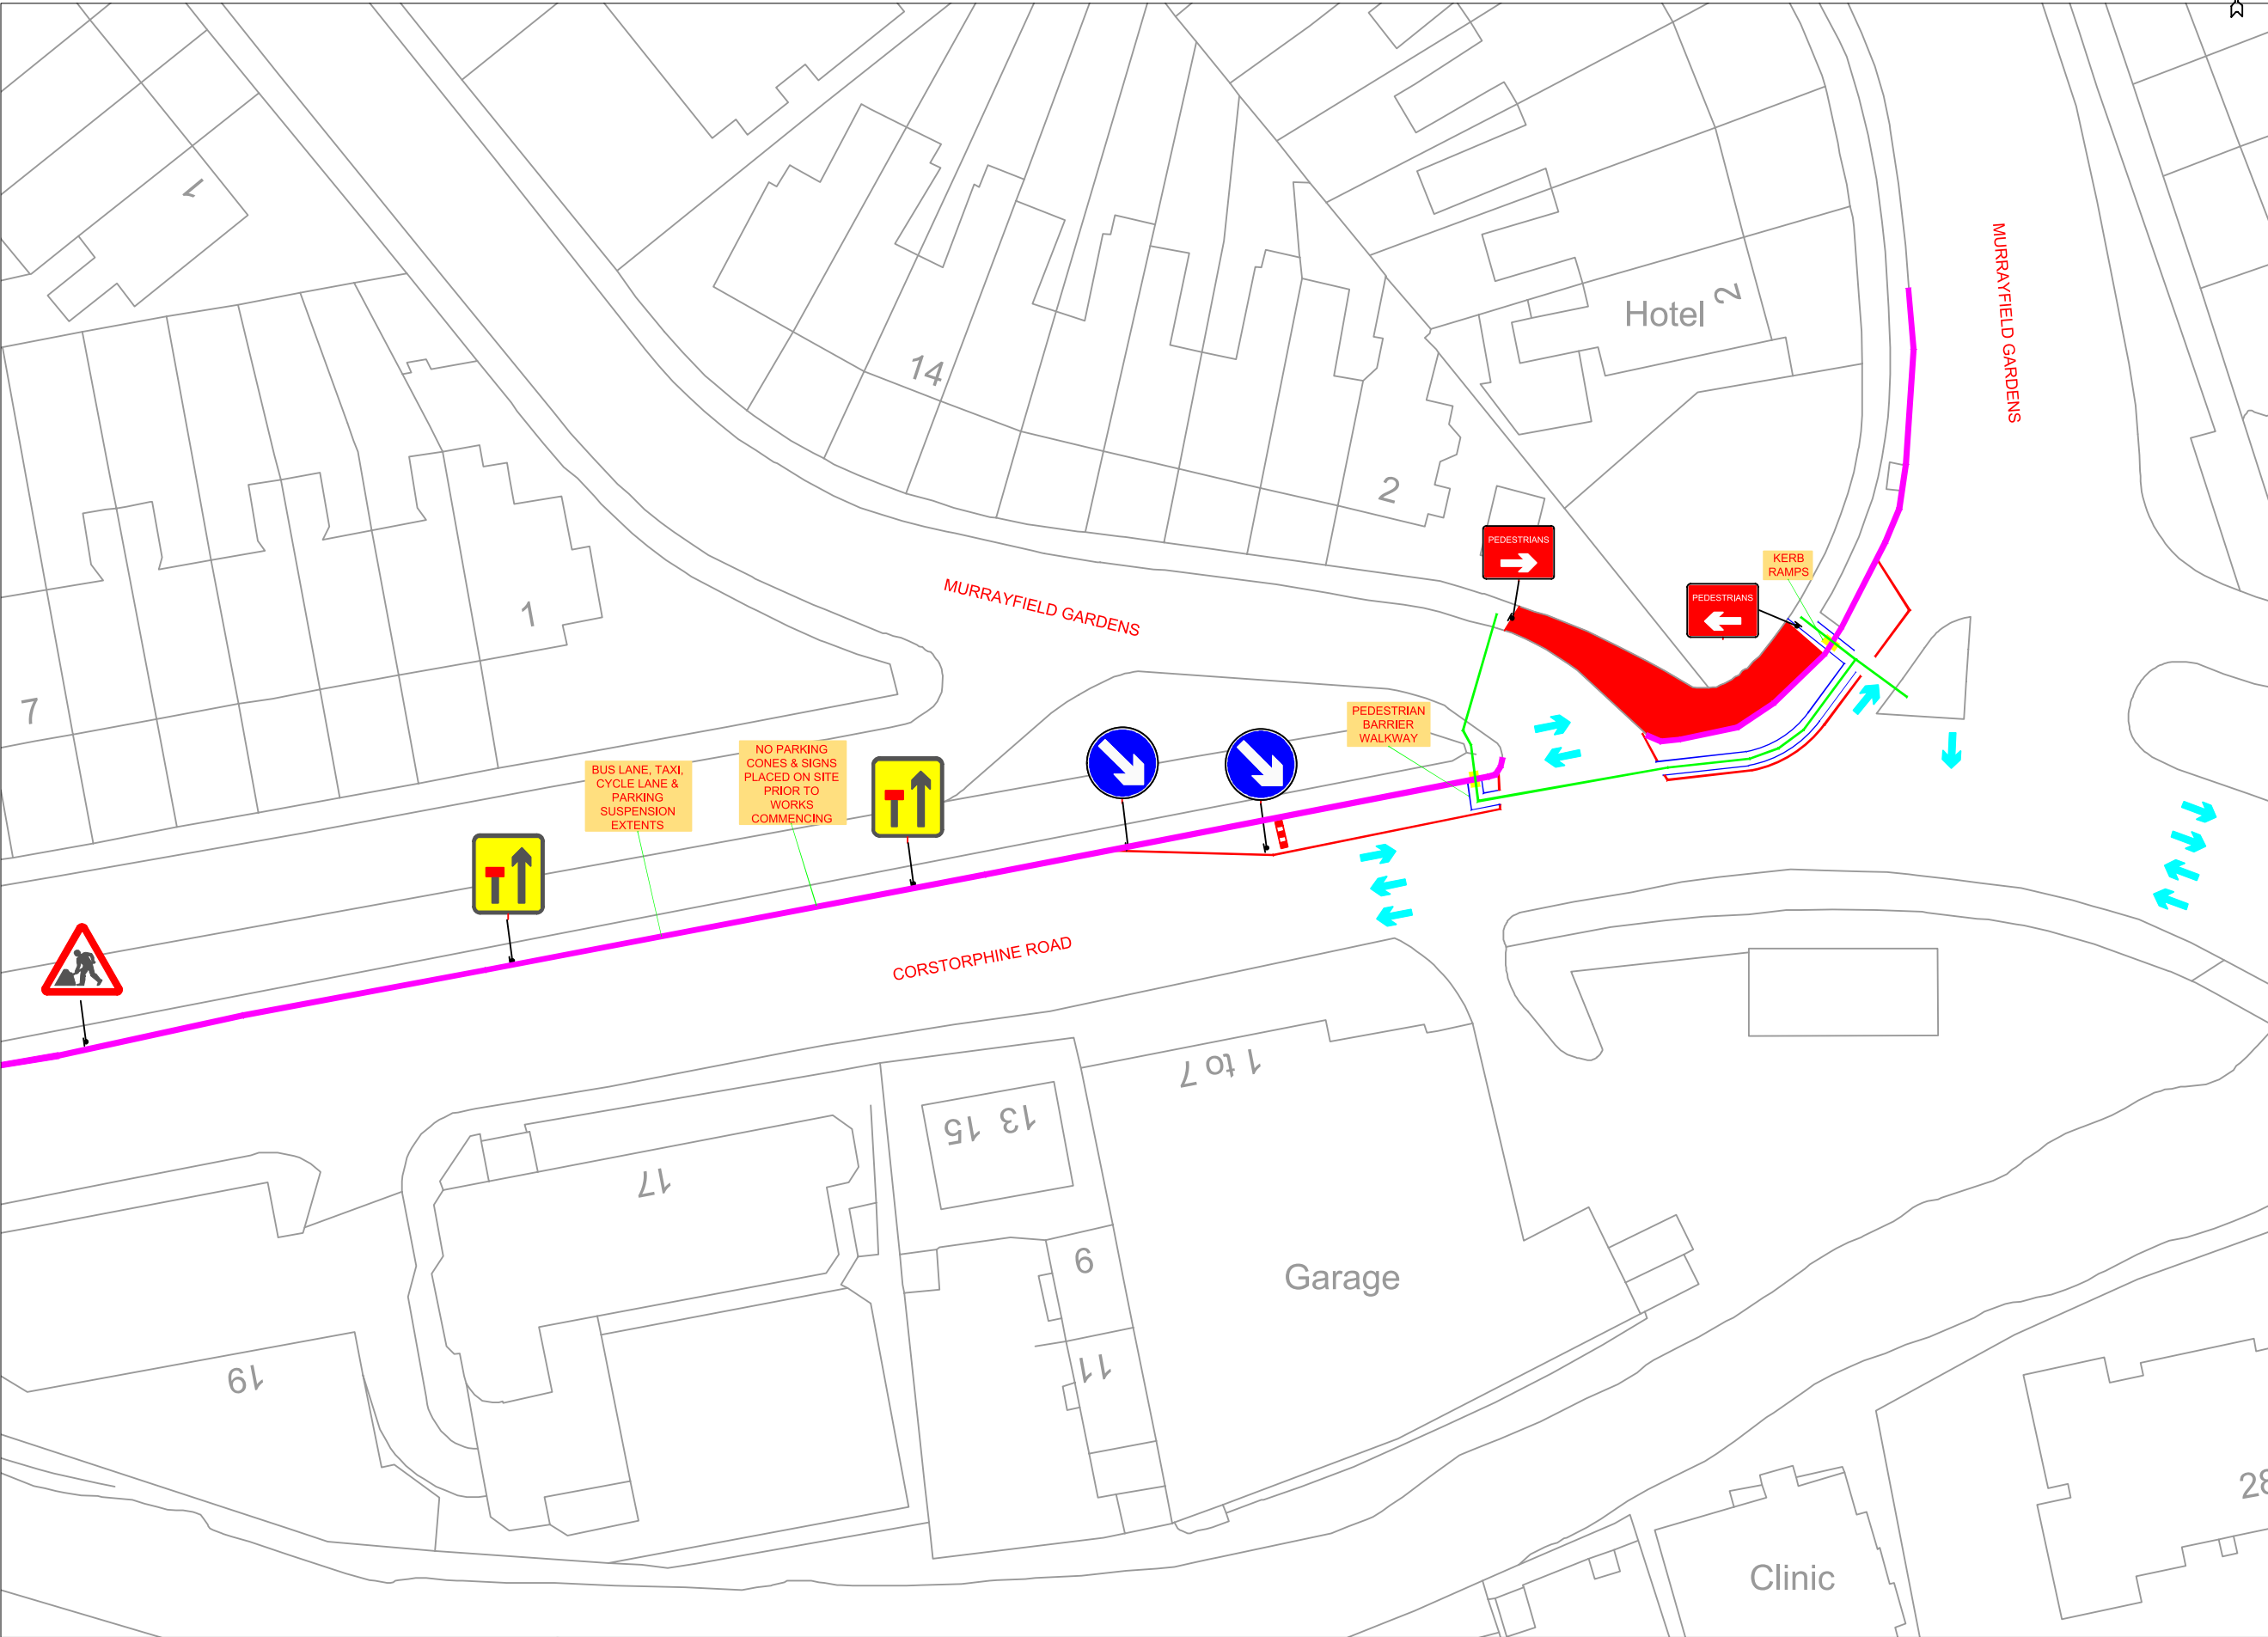 1
Hotel
2
MURRAYFIELD GARDENS
14
2
PEDESTRIANS
KERB
RAMPS
PEDESTRIANS
1
MURRAYFIELD GARDENS
7
PEDESTRIAN
BARRIER
WALKWAY
NO PARKING
CONES & SIGNS
PLACED ON SITE
PRIOR TO
WORKS
COMMENCING
BUS LANE, TAXI,
CYCLE LANE &
PARKING
SUSPENSION
EXTENTS
CORSTORPHINE ROAD
1 to 7
13 15
17
9
Garage
11
19
28
Clinic